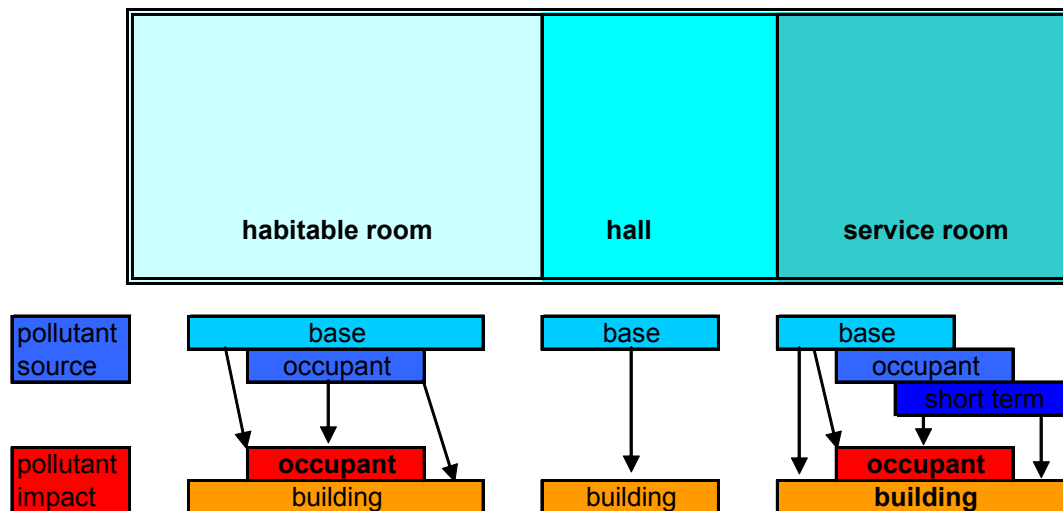 habitable room
hall
service room
pollutant
source
base
base
base
occupant
occupant
short term
pollutant
impact
occupant
occupant
building
building
building